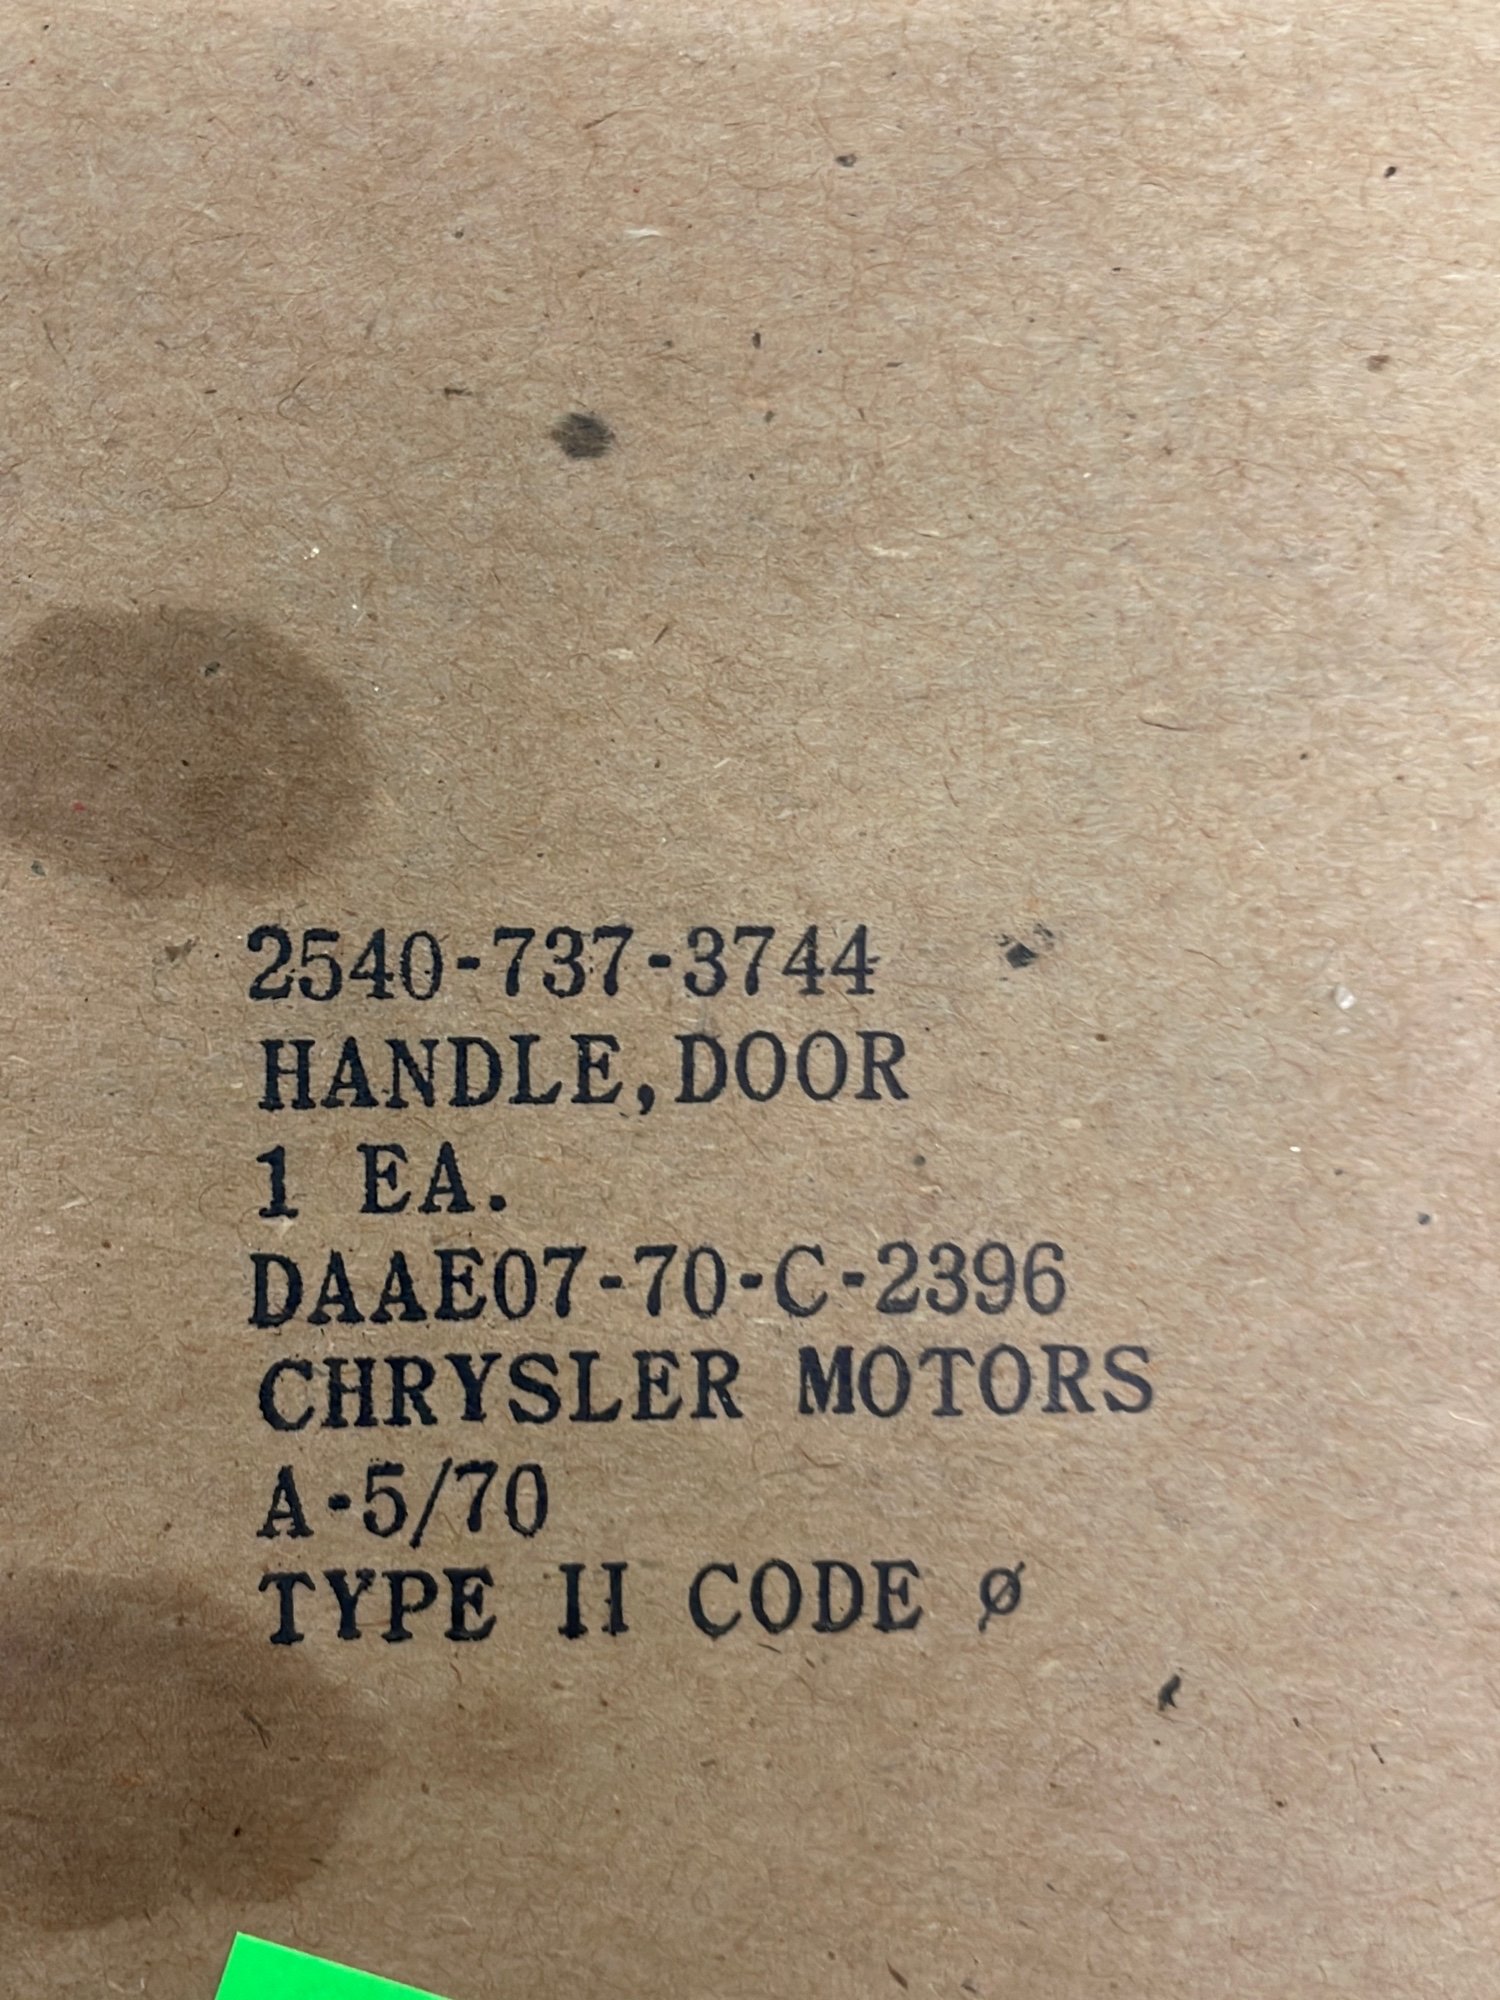 2540-737-3744
HANDLE,DOOR
1 EA.
DAAE07-70-C-2396
CHRYSLER MOTORS
A-5/70
TYPE II CODE ø